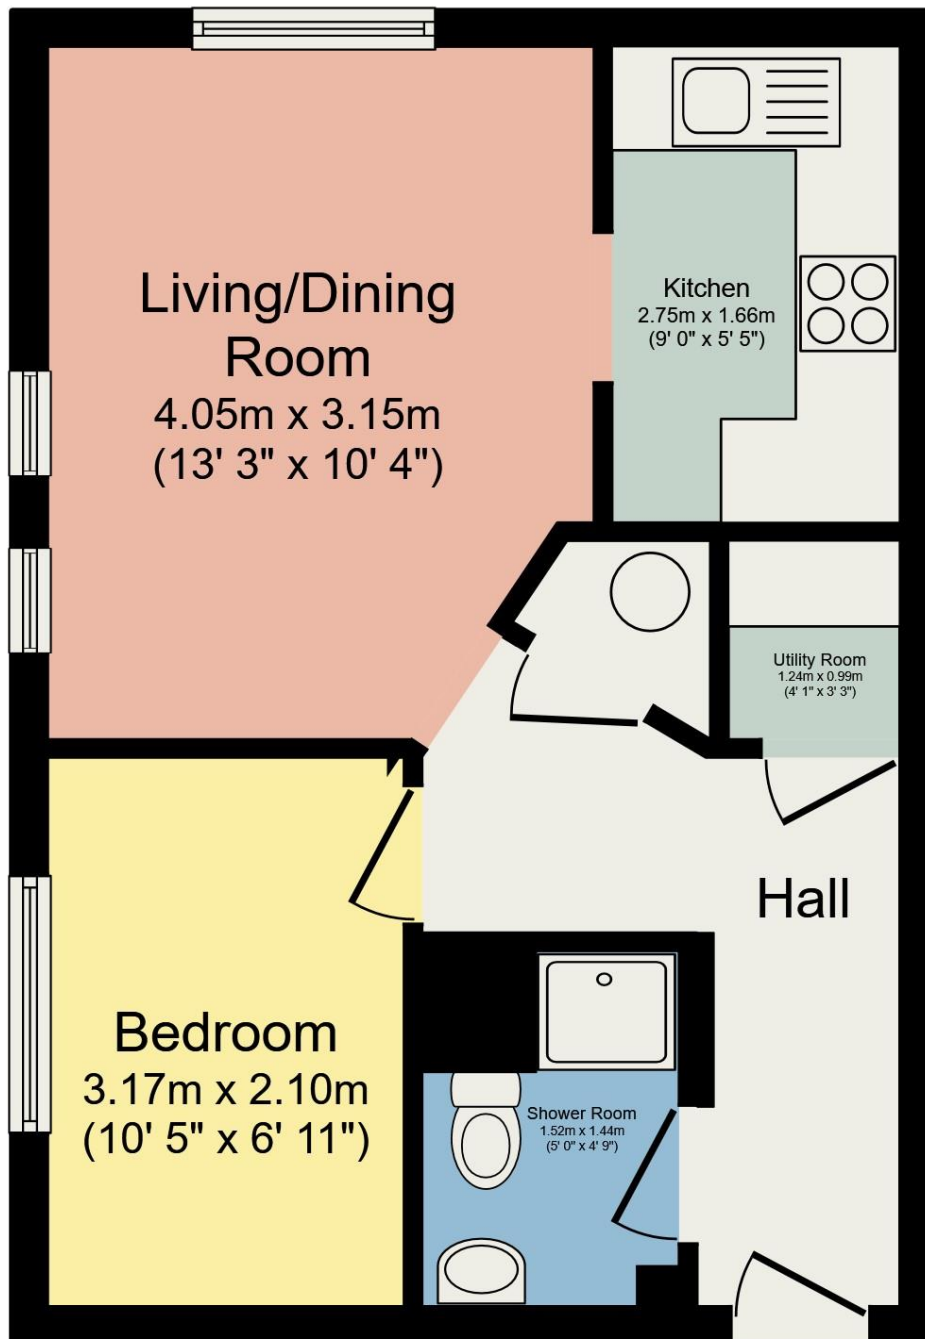 Living/Dining
Room
4.05m x 3.15m
(13' 3" x 10' 4")
Kitchen
2.75m x 1.66m
(9' 0" x 5' 5")
Utility Room
1.24m x 0.99m
(4' 1" x 3' 3")
Hall
Bedroom
3.17m x 2.10m
(10' 5" x 6' 11")
Shower Room
1.52m x 1.44m
(5' 0" x 4' 9")